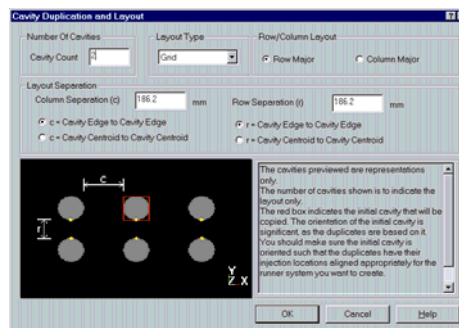 Cavity Duplication and Layout
Number Of Cavities
Layout Type
Row/Column Layout
Cavity Count
2
Grid
Row Major
Column Major
Layout Separation
Column Separation (c)
186.2
mm
Row Separation (r)
186.2
mm
c = Cavity Edge to Cavity Edge
r = Cavity Edge to Cavity Edge
c = Cavity Centroid to Cavity Centroid
r = Cavity Centroid to Cavity Centroid
C
r
Y
Z X
The cavities previewed are representations
only.
The number of cavities shown is to indicate the
layout only.
The red box indicates the initial cavity that will be
copied. The orientation of the initial cavity is
significant, as the duplicates are based on it.
You should make sure the initial cavity is
oriented such that the duplicates have their
injection locations aligned appropriately for the
runner system you want to create.
OK
Cancel
Help